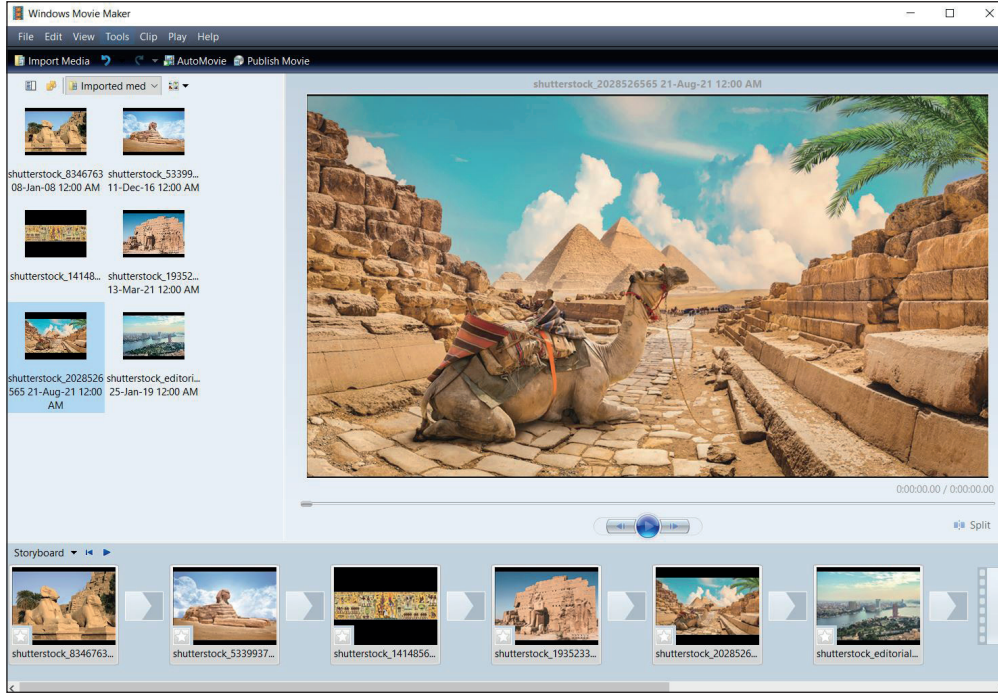 Windows Movie Maker
File Edit View Tools Clip Play Help
Import Media AutoMovie Publish Movie
Imported med
shutterstock_2028526565 21-Aug-21 12:00 AM
shutterstock_8346763
08-Jan-08 12:00 AM
shutterstock_53399...
11-Dec-16 12:00 AM
shutterstock_14148...
shutterstock_19352...
13-Mar-21 12:00 AM
shutterstock_2028526
565 21-Aug-21 12:00
AM
shutterstock_editori...
25-Jan-19 12:00 AM
0:00:00.00 / 0:00:00.00
Split
Storyboard
shutterstock_8346763...
shutterstock_5339937...
shutterstock_1414856...
shutterstock_1935233...
shutterstock_2028526...
shutterstock_editorial...